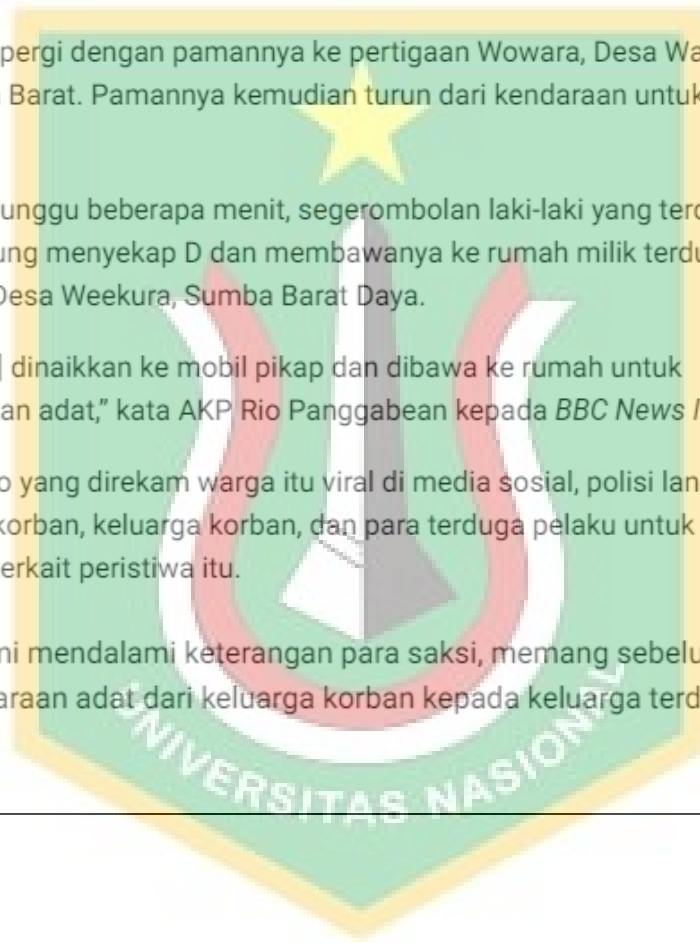 pergi dengan pamannya ke pertigaan Wowara, Desa Wa
Barat. Pamannya kemudian turun dari kendaraan untuk
unggu beberapa menit, segerombolan laki-laki yang terd
ung menyekap D dan membawanya ke rumah milik terdu
Desa Weekura, Sumba Barat Daya.
] dinaikkan ke mobil pikap dan dibawa ke rumah untuk
an adat,” kata AKP Rio Panggabean kepada BBC News I
o yang direkam warga itu viral di media sosial, polisi lan
korban, keluarga korban, dan para terduga pelaku untuk
erkait peristiwa itu.
mi mendalami keterangan para saksi, memang sebelu
araan adat dari keluarga korban kepada keluarga terd
UNIVERSITAS NASIONAL